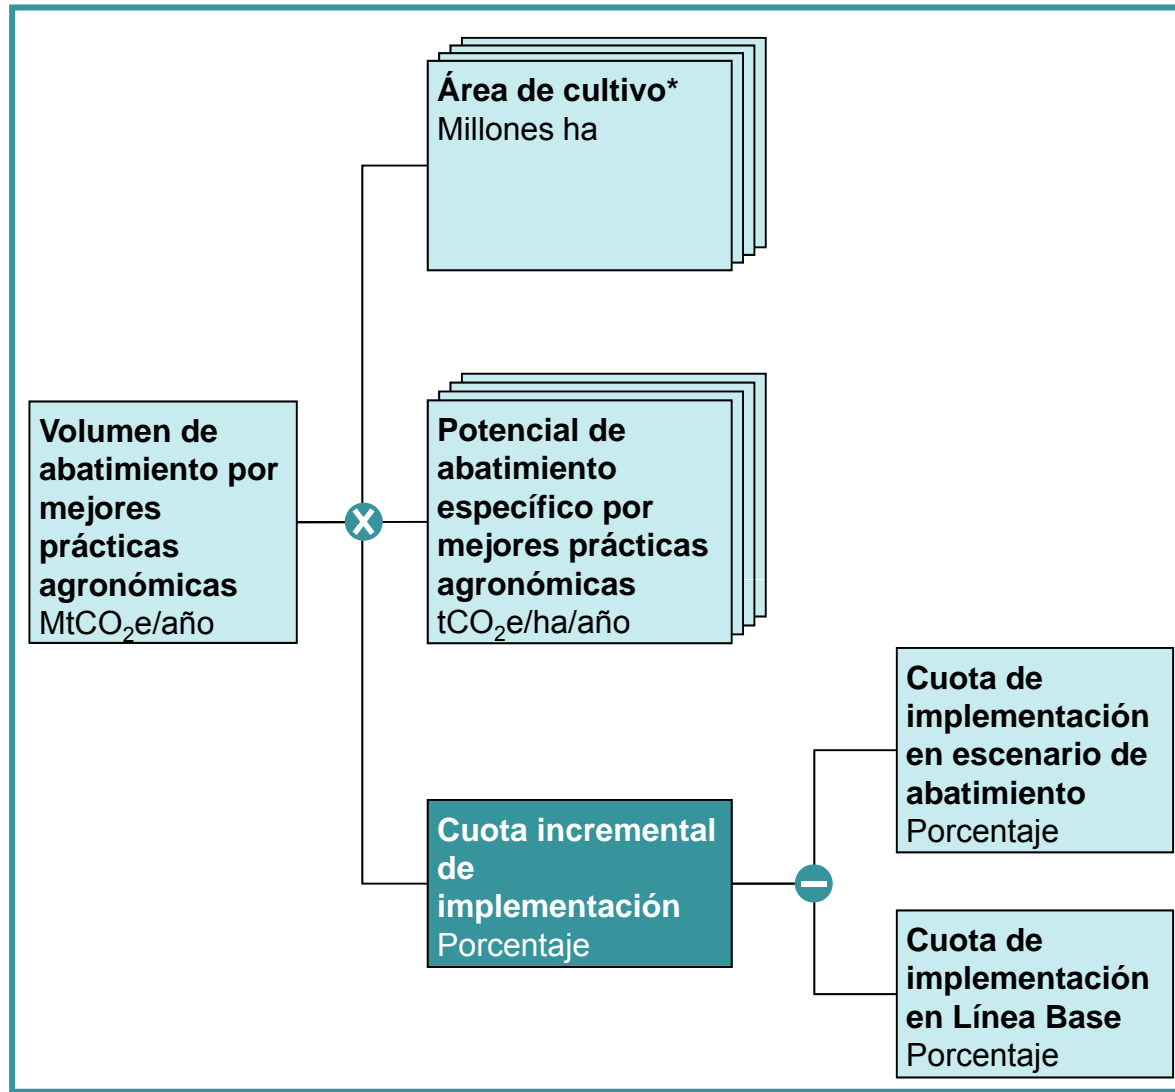 Área de cultivo*
Millones ha
Volumen de
abatimiento por
mejores
prácticas
agronómicas
MtCO₂e/año
X
Potencial de
abatimiento
específico por
mejores prácticas
agronómicas
tCO₂e/ha/año
Cuota incremental
de
implementación
Porcentaje
–
Cuota de
implementación
en escenario de
abatimiento
Porcentaje
Cuota de
implementación
en Línea Base
Porcentaje